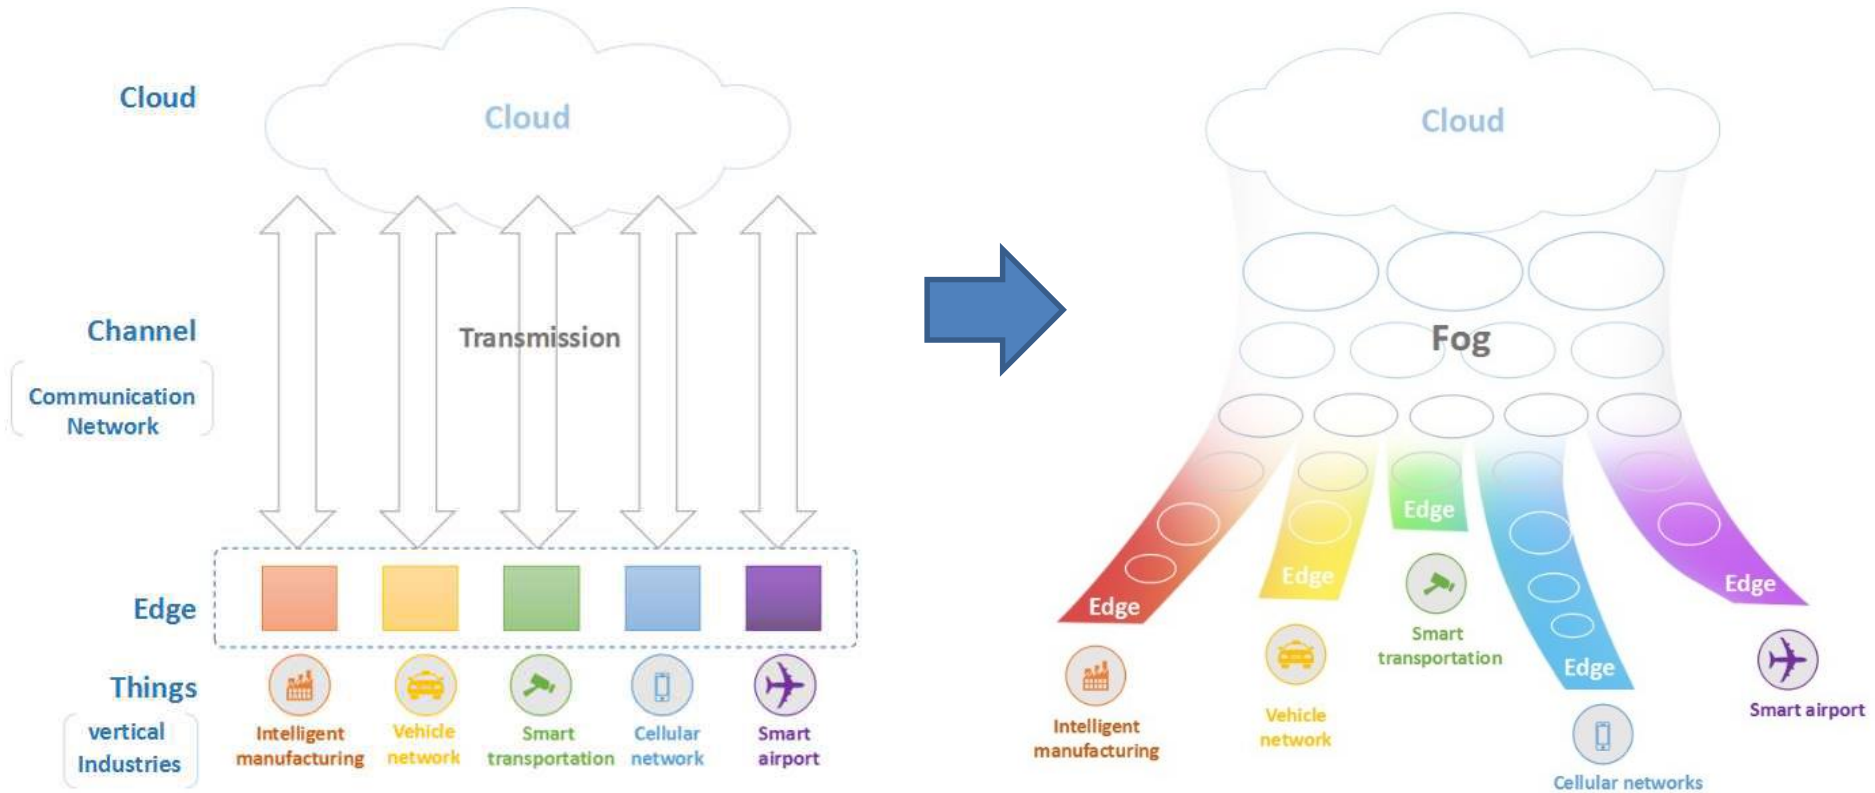 Cloud
Cloud
Channel
Communication
Network
Transmission
Edge
Things
vertical
Industries
Intelligent
manufacturing
Vehicle
network
Smart
transportation
Cellular
network
Smart
airport
Cloud
Fog
Edge
Edge
Edge
Edge
Edge
Intelligent
manufacturing
Vehicle
network
Smart
transportation
Cellular networks
Smart airport